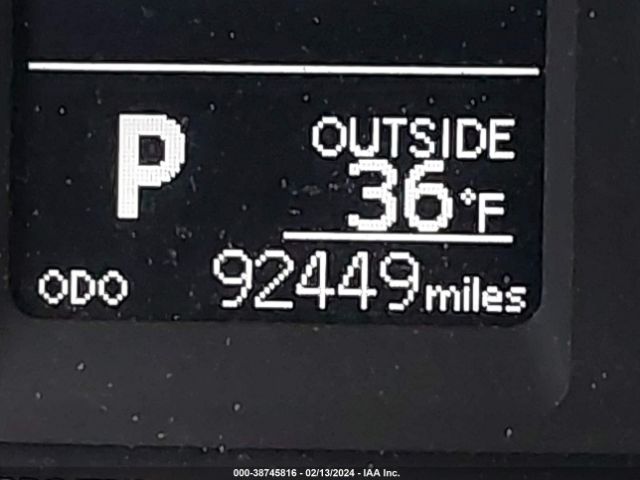 P
OUTSIDE
36°F
ODO 92449 miles
000-38745816 - 02/13/2024 - IAA Inc.